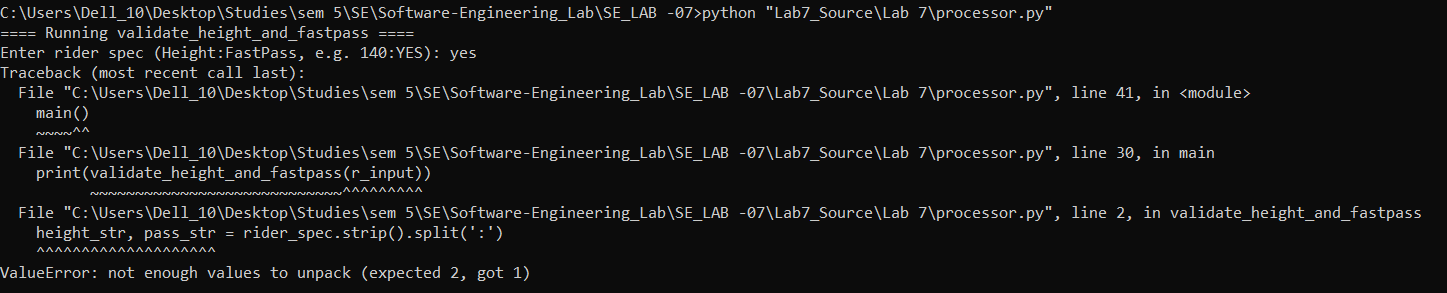 C:\Users\Dell_10\Desktop\Studies\sem 5\SE\Software-Engineering_Lab\SE_LAB -07>python "Lab7_Source\Lab 7\processor.py"
==== Running validate_height_and_fastpass ====
Enter rider spec (Height:FastPass, e.g. 140:YES): yes
Traceback (most recent call last):
  File "C:\Users\Dell_10\Desktop\Studies\sem 5\SE\Software-Engineering_Lab\SE_LAB -07\Lab7_Source\Lab 7\processor.py", line 41, in <module>
    main()
    ~~~~^^
  File "C:\Users\Dell_10\Desktop\Studies\sem 5\SE\Software-Engineering_Lab\SE_LAB -07\Lab7_Source\Lab 7\processor.py", line 30, in main
    print(validate_height_and_fastpass(r_input))
          ~~~~~~~~~~~~~~~~~~~~~~~~~~~~^^^^^^^^^
  File "C:\Users\Dell_10\Desktop\Studies\sem 5\SE\Software-Engineering_Lab\SE_LAB -07\Lab7_Source\Lab 7\processor.py", line 2, in validate_height_and_fastpass
    height_str, pass_str = rider_spec.strip().split(':')
    ^^^^^^^^^^^^^^^^^^^^
ValueError: not enough values to unpack (expected 2, got 1)